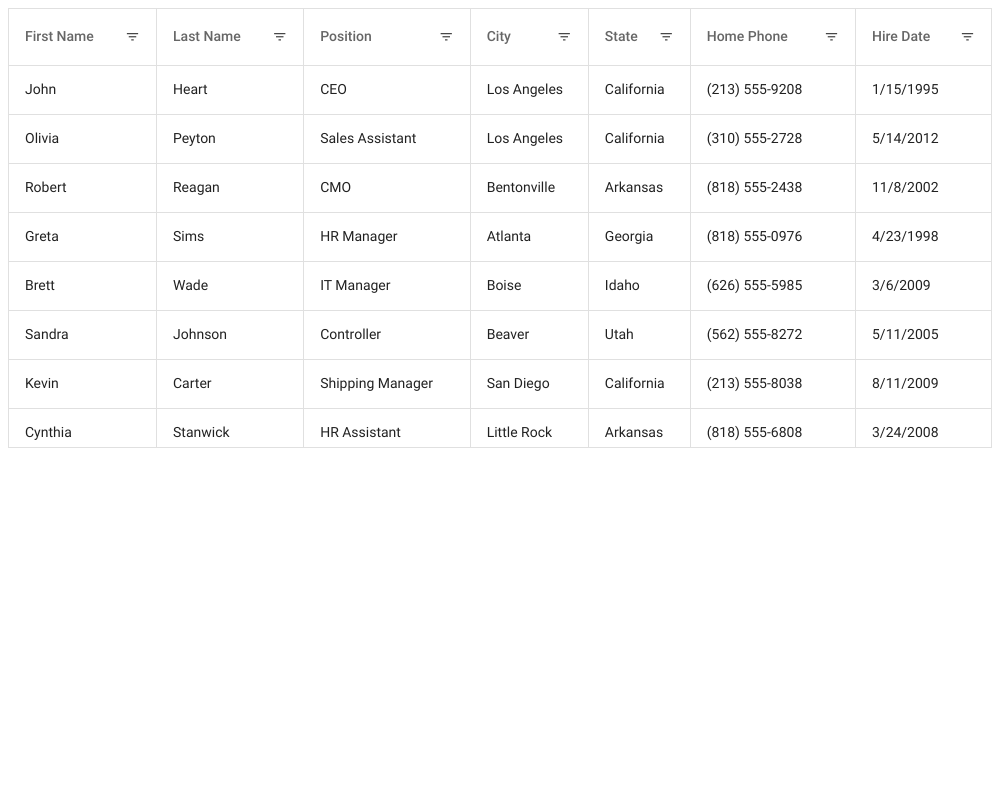 First Name Last Name Position City State Home Phone Hire Date
John Heart CEO Los Angeles California (213) 555-9208 1/15/1995
Olivia Peyton Sales Assistant Los Angeles California (310) 555-2728 5/14/2012
Robert Reagan CMO Bentonville Arkansas (818) 555-2438 11/8/2002
Greta Sims HR Manager Atlanta Georgia (818) 555-0976 4/23/1998
Brett Wade IT Manager Boise Idaho (626) 555-5985 3/6/2009
Sandra Johnson Controller Beaver Utah (562) 555-8272 5/11/2005
Kevin Carter Shipping Manager San Diego California (213) 555-8038 8/11/2009
Cynthia Stanwick HR Assistant Little Rock Arkansas (818) 555-6808 3/24/2008